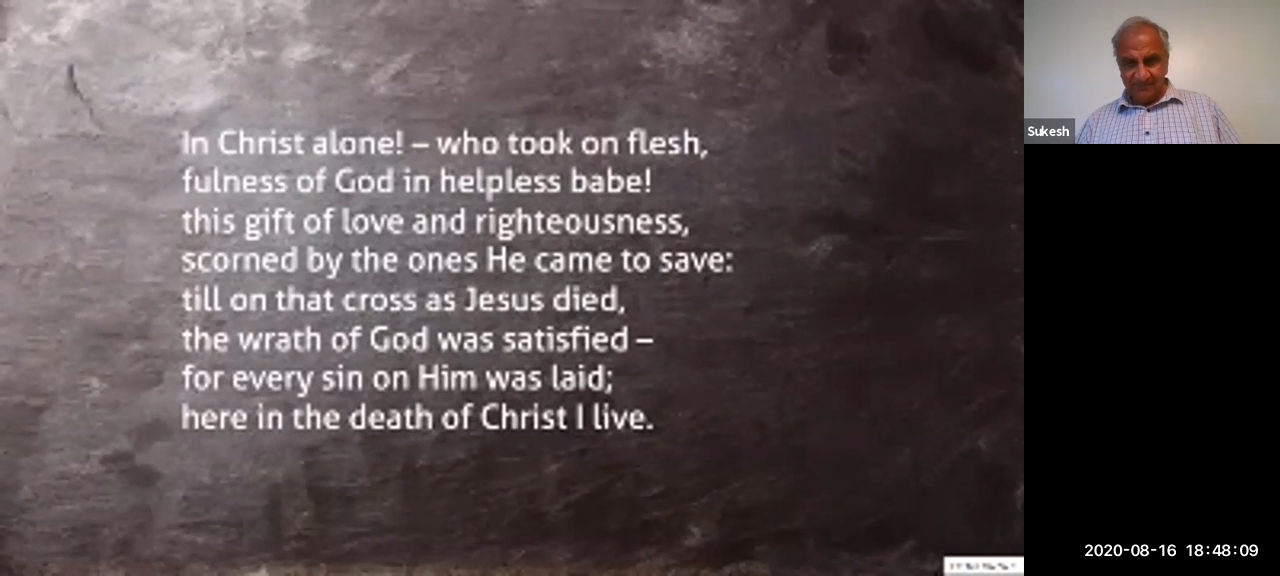 In Christ alone! – who took on flesh,
fulness of God in helpless babe!
this gift of love and righteousness,
scorned by the ones He came to save:
till on that cross as Jesus died,
the wrath of God was satisfied –
for every sin on Him was laid;
here in the death of Christ I live.
Sukesh
2020-08-16 18:48:09